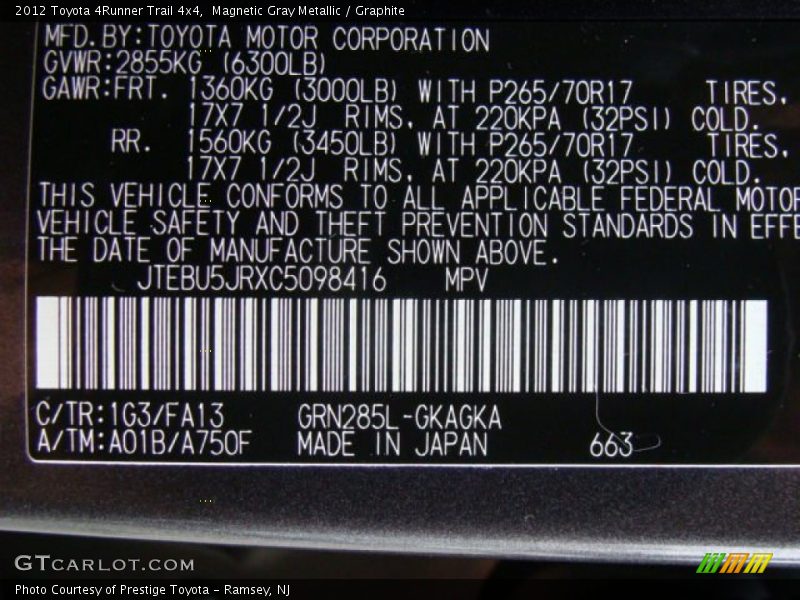 2012 Toyota 4Runner Trail 4x4,  Magnetic Gray Metallic / Graphite
MFD. BY: TOYOTA MOTOR CORPORATION
GVWR: 2855KG (6300LB)
GAWR: FRT. 1360KG (3000LB) WITH P265/70R17 TIRES,
17X7 1/2J RIMS, AT 220KPA (32PSI) COLD.
RR. 1560KG (3450LB) WITH P265/70R17 TIRES,
17X7 1/2J RIMS, AT 220KPA (32PSI) COLD.
THIS VEHICLE CONFORMS TO ALL APPLICABLE FEDERAL MOTOR
VEHICLE SAFETY AND THEFT PREVENTION STANDARDS IN EFFE
THE DATE OF MANUFACTURE SHOWN ABOVE.
JTEBU5JRXC5098416 MPV
C/TR: 1G3/FA13 GRN285L-GKAGKA
A/TM: A01B/A750F MADE IN JAPAN 663
GTCARLOT.COM
Photo Courtesy of Prestige Toyota - Ramsey, NJ